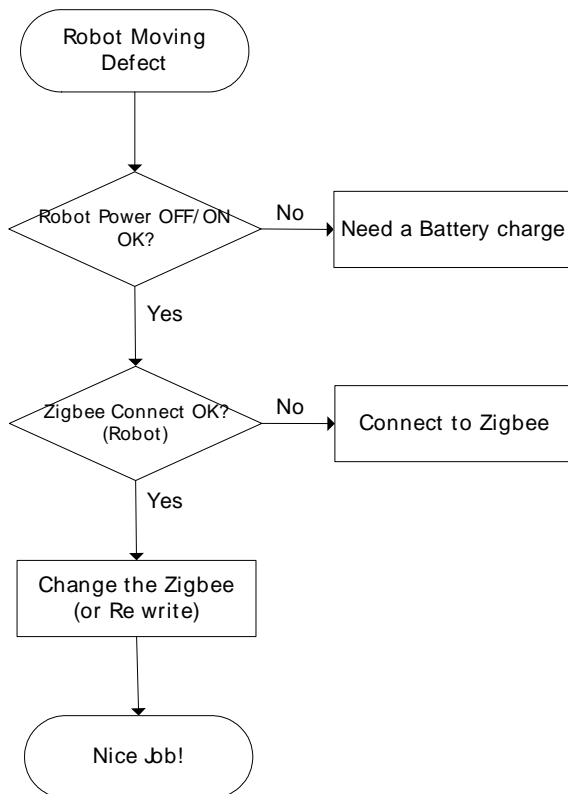 Robot Moving
Defect
Robot Power OFF/ON
OK?
No
Need a Battery charge
Yes
Zigbee Connect OK?
(Robot)
No
Connect to Zigbee
Yes
Change the Zigbee
(or Re write)
Nice Job!